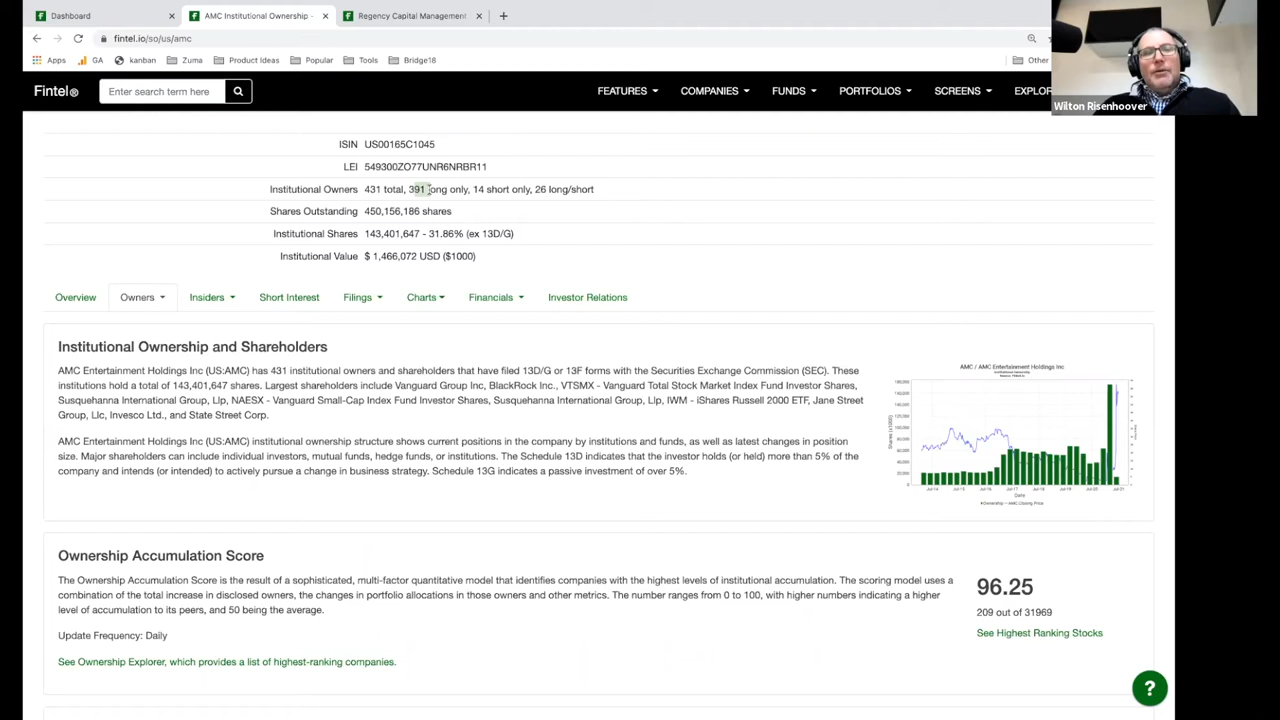 Dashboard
AMC Institutional Ownership -
Regency Capital Management
fintel.io/so/us/amc
Apps
GA
kanban
Zuma
Product Ideas
Popular
Tools
Bridge18
Other
Fintel
Enter search term here
FEATURES
COMPANIES
FUNDS
PORTFOLIOS
SCREENS
EXPLOR
Wilton Risenhoover
ISIN US00165C1045
LEI 549300ZO77UNR6NRBR11
Institutional Owners 431 total, 391 long only, 14 short only, 26 long/short
Shares Outstanding 450,156,186 shares
Institutional Shares 143,401,647 - 31.86% (ex 13D/G)
Institutional Value $ 1,466,072 USD ($1000)
Overview
Owners
Insiders
Short Interest
Filings
Charts
Financials
Investor Relations
Institutional Ownership and Shareholders
AMC Entertainment Holdings Inc (US:AMC) has 431 institutional owners and shareholders that have filed 13D/G or 13F forms with the Securities Exchange Commission (SEC). These
institutions hold a total of 143,401,647 shares. Largest shareholders include Vanguard Group Inc, BlackRock Inc., VTSMX - Vanguard Total Stock Market Index Fund Investor Shares,
Susquehanna International Group, Llp, NAESX - Vanguard Small-Cap Index Fund Investor Shares, Susquehanna International Group, Llp, IWM - iShares Russell 2000 ETF, Jane Street
Group, Llc, Invesco Ltd., and State Street Corp.
AMC Entertainment Holdings Inc (US:AMC) institutional ownership structure shows current positions in the company by institutions and funds, as well as latest changes in position
size. Major shareholders can include individual investors, mutual funds, hedge funds, or institutions. The Schedule 13D indicates that the investor holds (or held) more than 5% of the
company and intends (or intended) to actively pursue a change in business strategy. Schedule 13G indicates a passive investment of over 5%.
AMC / AMC Entertainment Holdings Inc
Date
Ownership Accumulation Score
The Ownership Accumulation Score is the result of a sophisticated, multi-factor quantitative model that identifies companies with the highest levels of institutional accumulation. The scoring model uses a
combination of the total increase in disclosed owners, the changes in portfolio allocations in those owners and other metrics. The number ranges from 0 to 100, with higher numbers indicating a higher
level of accumulation to its peers, and 50 being the average.
Update Frequency: Daily
See Ownership Explorer, which provides a list of highest-ranking companies.
96.25
209 out of 31969
See Highest Ranking Stocks
?